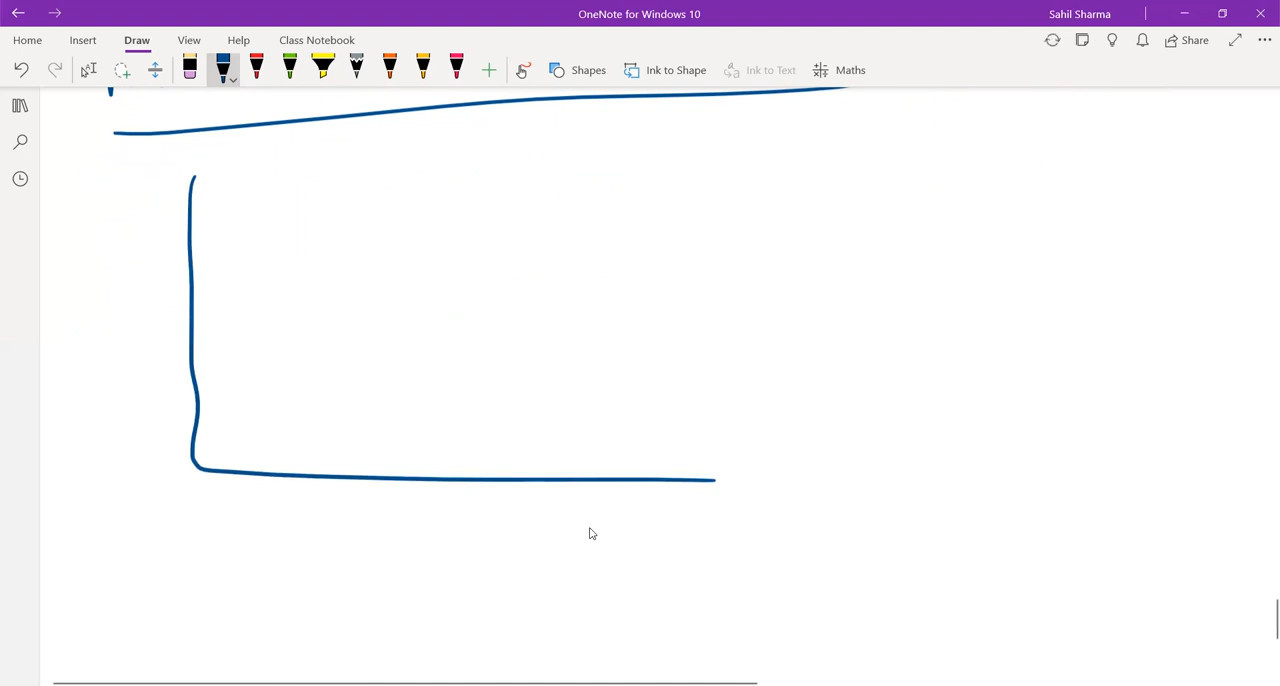 OneNote for Windows 10
Sahil Sharma
Home Insert Draw View Help Class Notebook
Share
Shapes Ink to Shape Ink to Text Maths